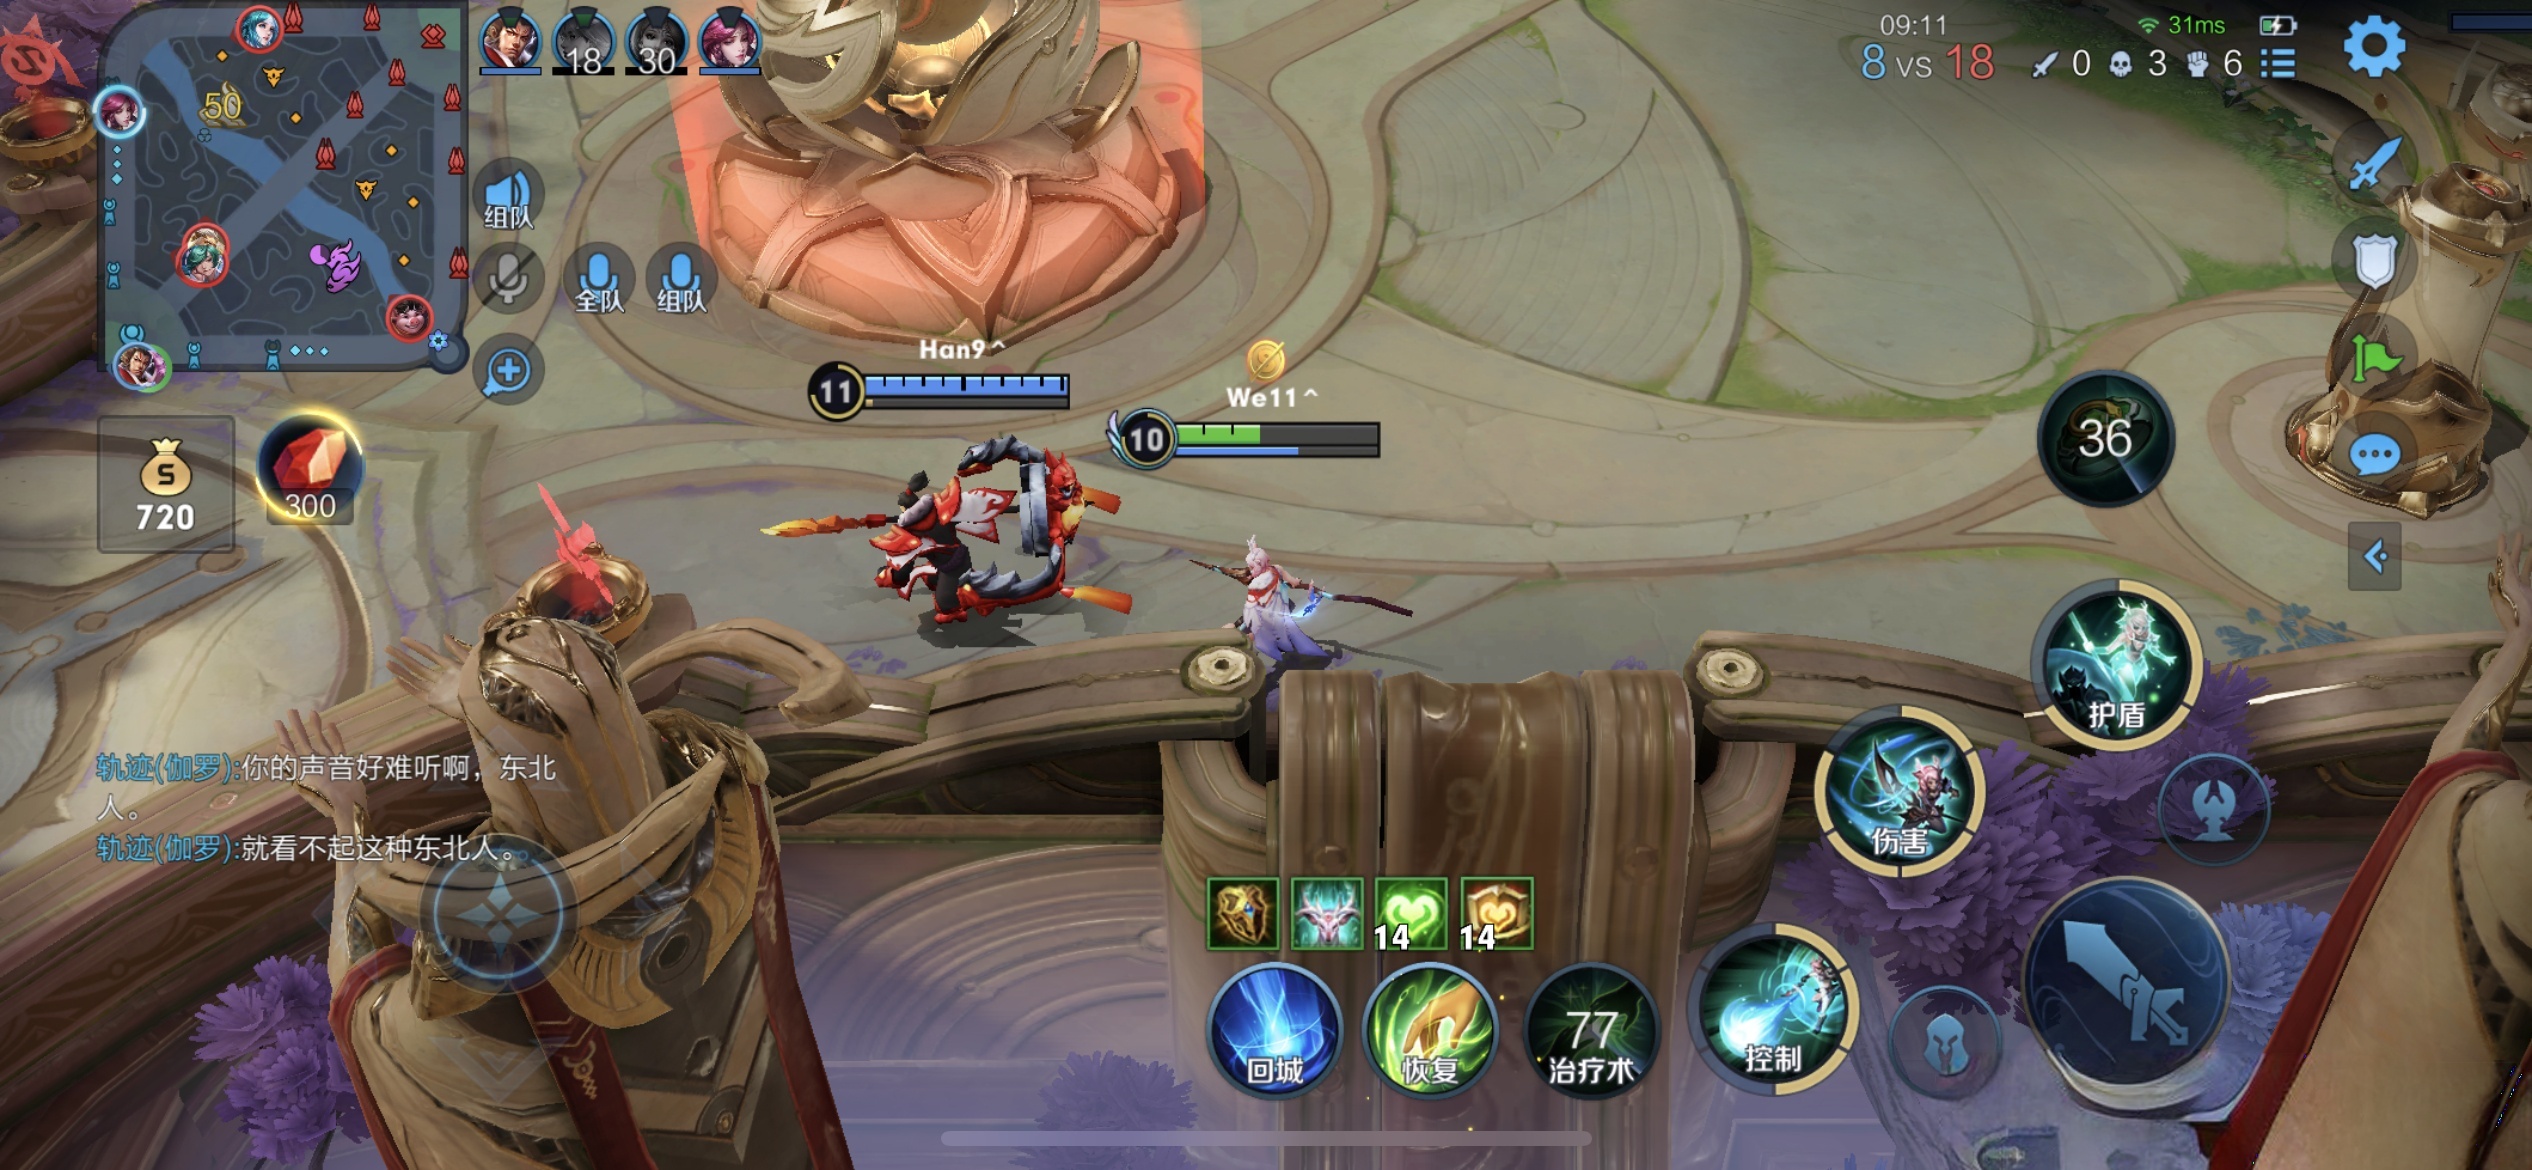 50
18
30
09:11
31ms
8 vs 18
0
3
6
组队
全队
组队
Han9^
11
We11^
10
36
S
720
300
护盾
伤害
轨迹(伽罗):你的声音好难听啊，东北
人。
轨迹(伽罗):就看不起这种东北人。
14
14
回城
恢复
77
治疗术
控制